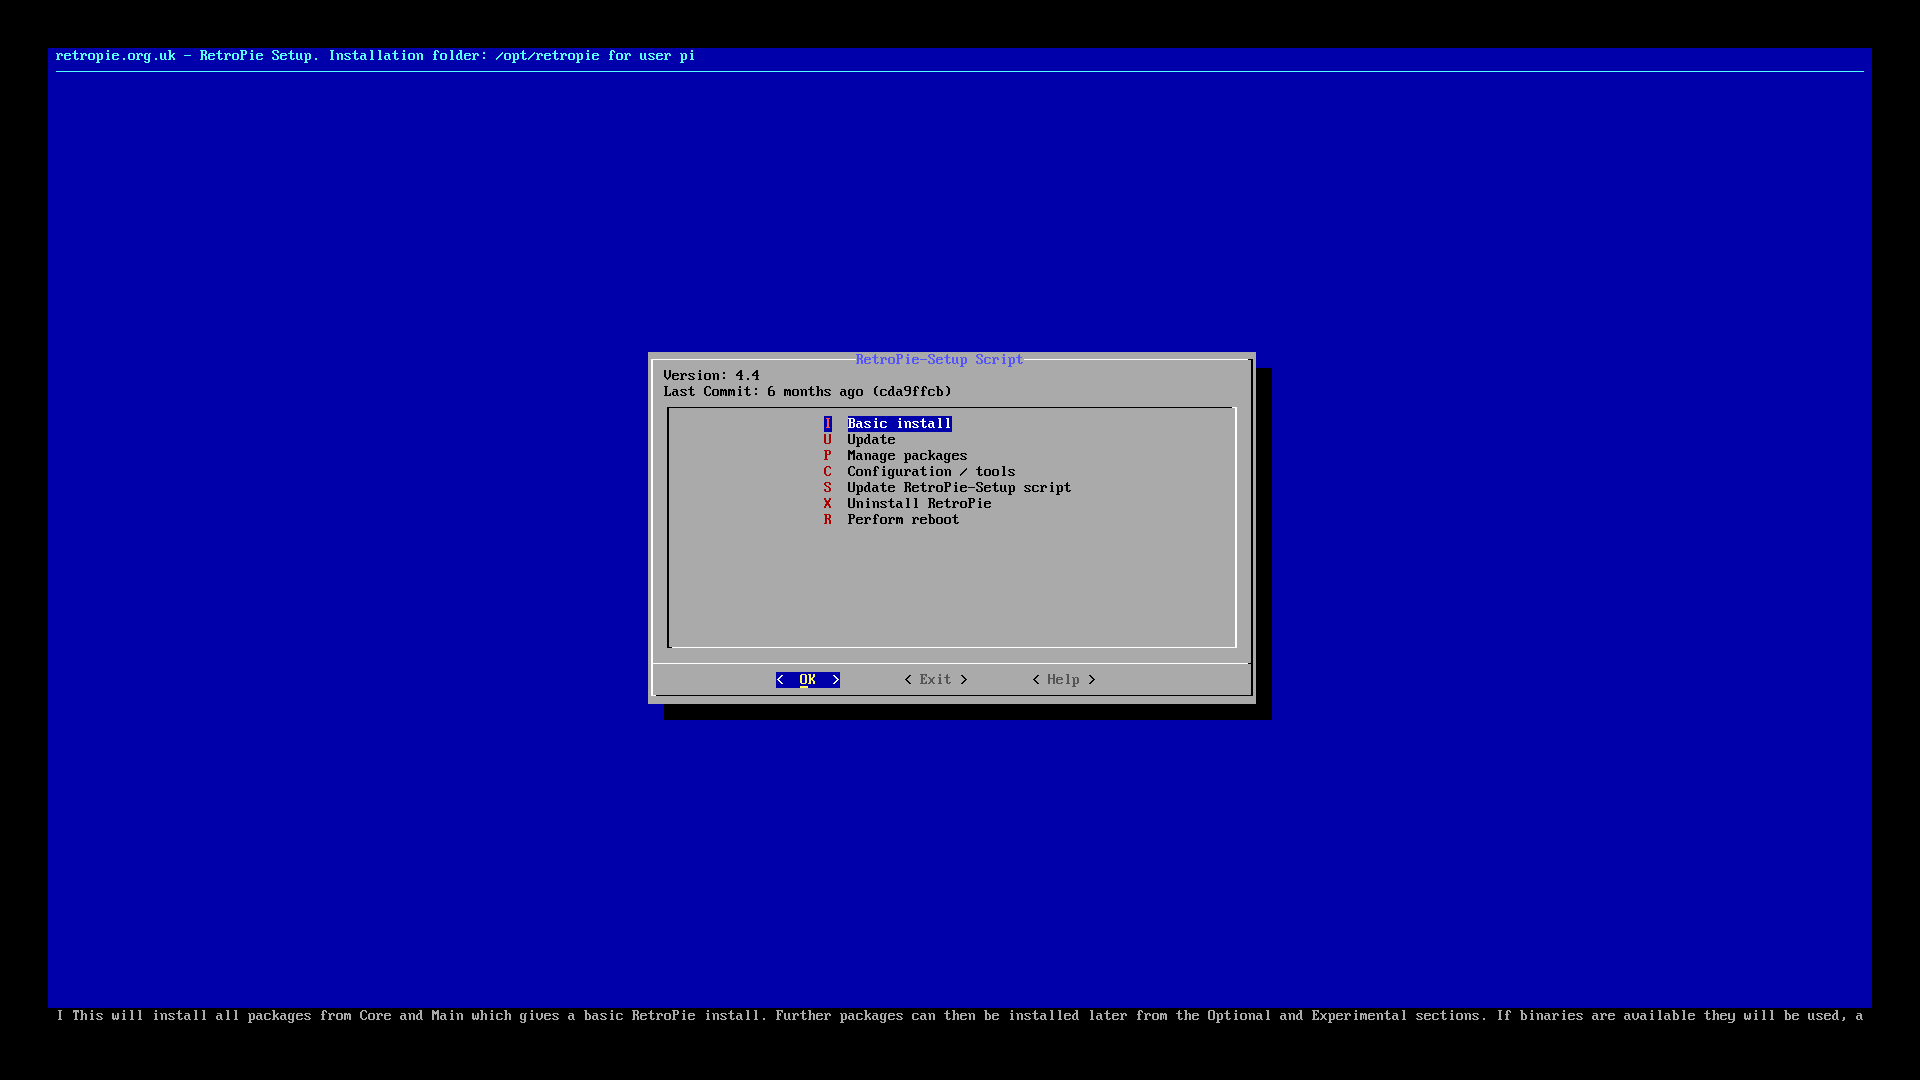 retropie.org.uk - RetroPie Setup. Installation folder: /opt/retropie for user pi
RetroPie-Setup Script
Version: 4.4
Last Commit: 6 months ago (cda9ffcb)
I Basic install
U Update
P Manage packages
C Configuration / tools
S Update RetroPie-Setup script
X Uninstall RetroPie
R Perform reboot
< OK > < Exit > < Help >
I This will install all packages from Core and Main which gives a basic RetroPie install. Further packages can then be installed later from the Optional and Experimental sections. If binaries are available they will be used, a